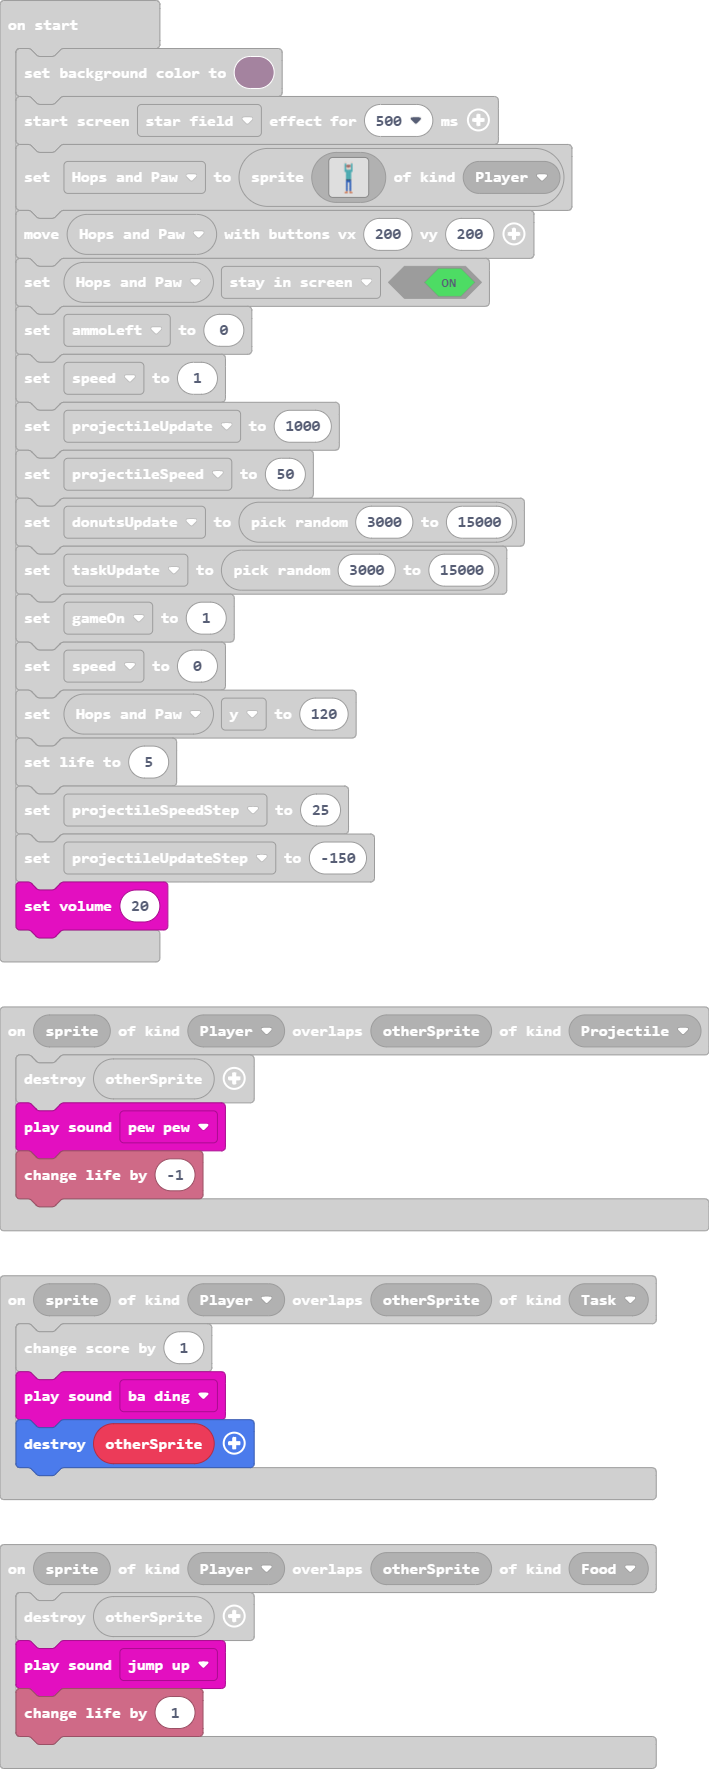 on start
set background color to
start screen star field effect for 500 ms
set Hops and Paw to sprite of kind Player
move Hops and Paw with buttons vx 200 vy 200
set Hops and Paw stay in screen ON
set ammoLeft to 0
set speed to 1
set projectileUpdate to 1000
set projectileSpeed to 50
set donutsUpdate to pick random 3000 to 15000
set taskUpdate to pick random 3000 to 15000
set gameOn to 1
set speed to 0
set Hops and Paw y to 120
set life to 5
set projectileSpeedStep to 25
set projectileUpdateStep to -150
set volume 20
on sprite of kind Player overlaps otherSprite of kind Projectile
destroy otherSprite
play sound pew pew
change life by -1
on sprite of kind Player overlaps otherSprite of kind Task
change score by 1
play sound ba ding
destroy otherSprite
on sprite of kind Player overlaps otherSprite of kind Food
destroy otherSprite
play sound jump up
change life by 1